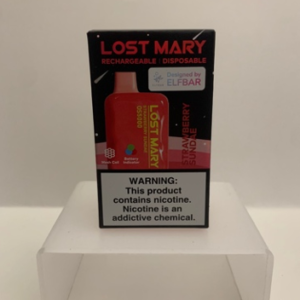 LOST MARY
RECHARGEABLE | DISPOSABLE
Designed by
ELFBAR
LOST MARY
OS5000
STRAWBERRY
WARNING:
This product
contains nicotine.
Nicotine is an
addictive chemical.